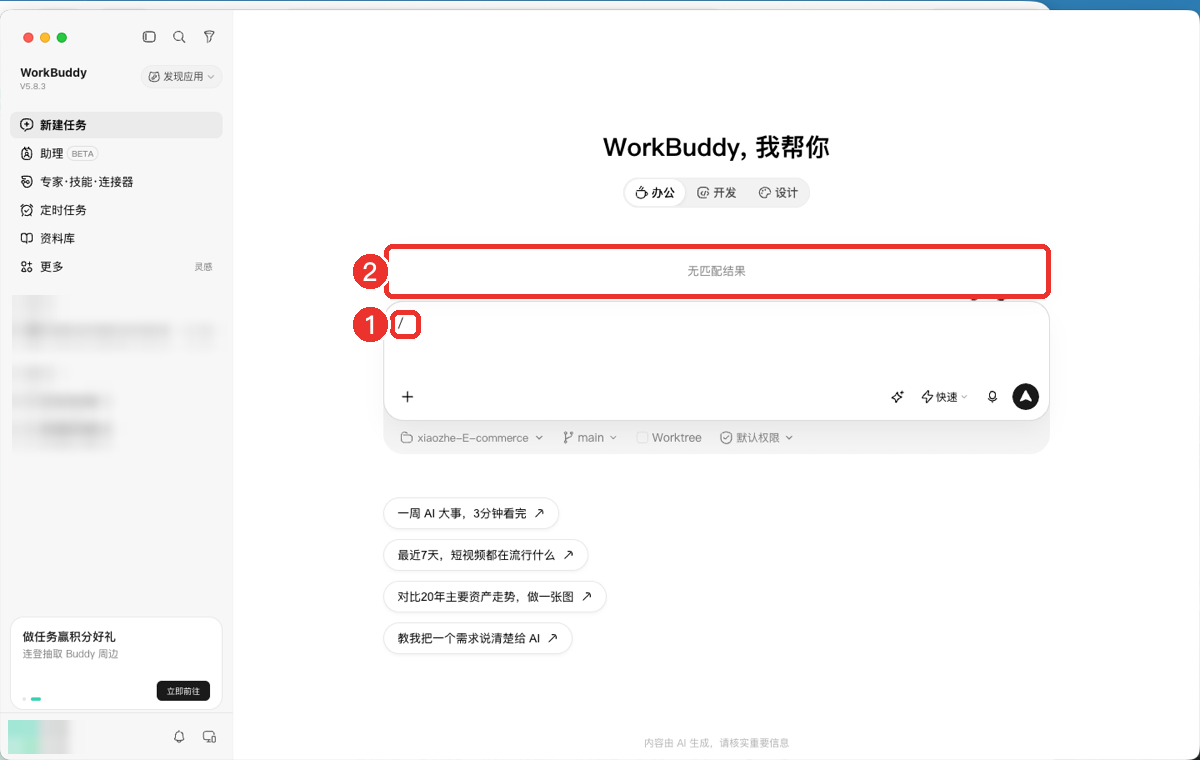 WorkBuddy
V5.8.3
发现应用
新建任务
助理 BETA
专家·技能·连接器
定时任务
资料库
更多 灵感
做任务赢积分好礼
连登抽取 Buddy 周边
立即前往
WorkBuddy, 我帮你
办公 开发 设计
2 无匹配结果
1 /
快速
xiaozhe-E-commerce main Worktree 默认权限
一周 AI 大事，3分钟看完
最近7天，短视频都在流行什么
对比20年主要资产走势，做一张图
教我把一个需求说清楚给 AI
内容由 AI 生成，请核实重要信息